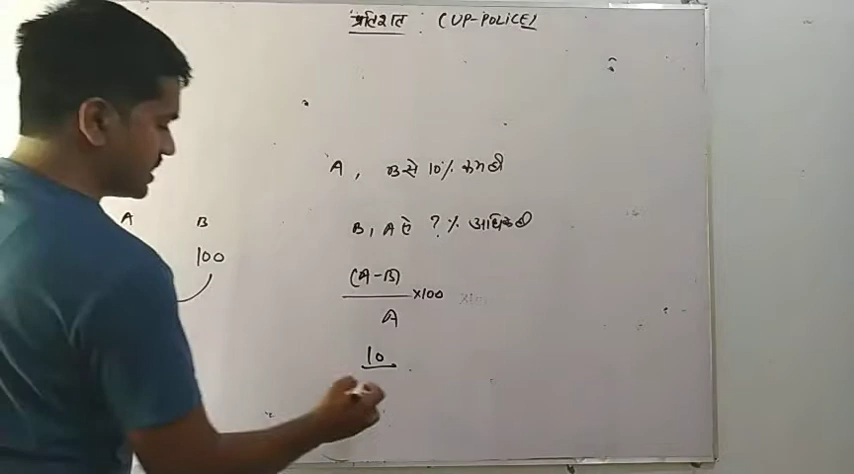 प्रतिशत : (UP-POLICE)
A, B से 10% कम है
B, A से ? % अधिक है
A B
100
(A-B)
×100
A
10